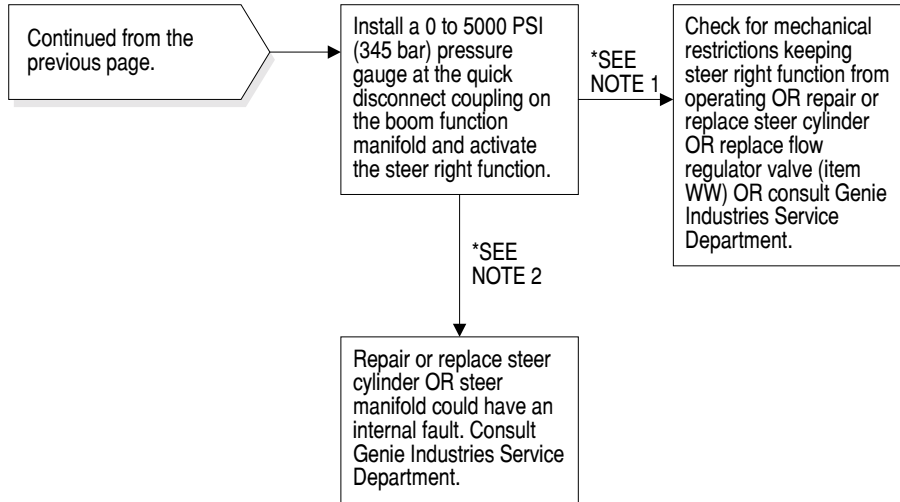 Continued from the
previous page.
Install a 0 to 5000 PSI
(345 bar) pressure
gauge at the quick
disconnect coupling on
the boom function
manifold and activate
the steer right function.
*SEE
NOTE 1
Check for mechanical
restrictions keeping
steer right function from
operating OR repair or
replace steer cylinder
OR replace flow
regulator valve (item
WW) OR consult Genie
Industries Service
Department.
*SEE
NOTE 2
Repair or replace steer
cylinder OR steer
manifold could have an
internal fault. Consult
Genie Industries Service
Department.